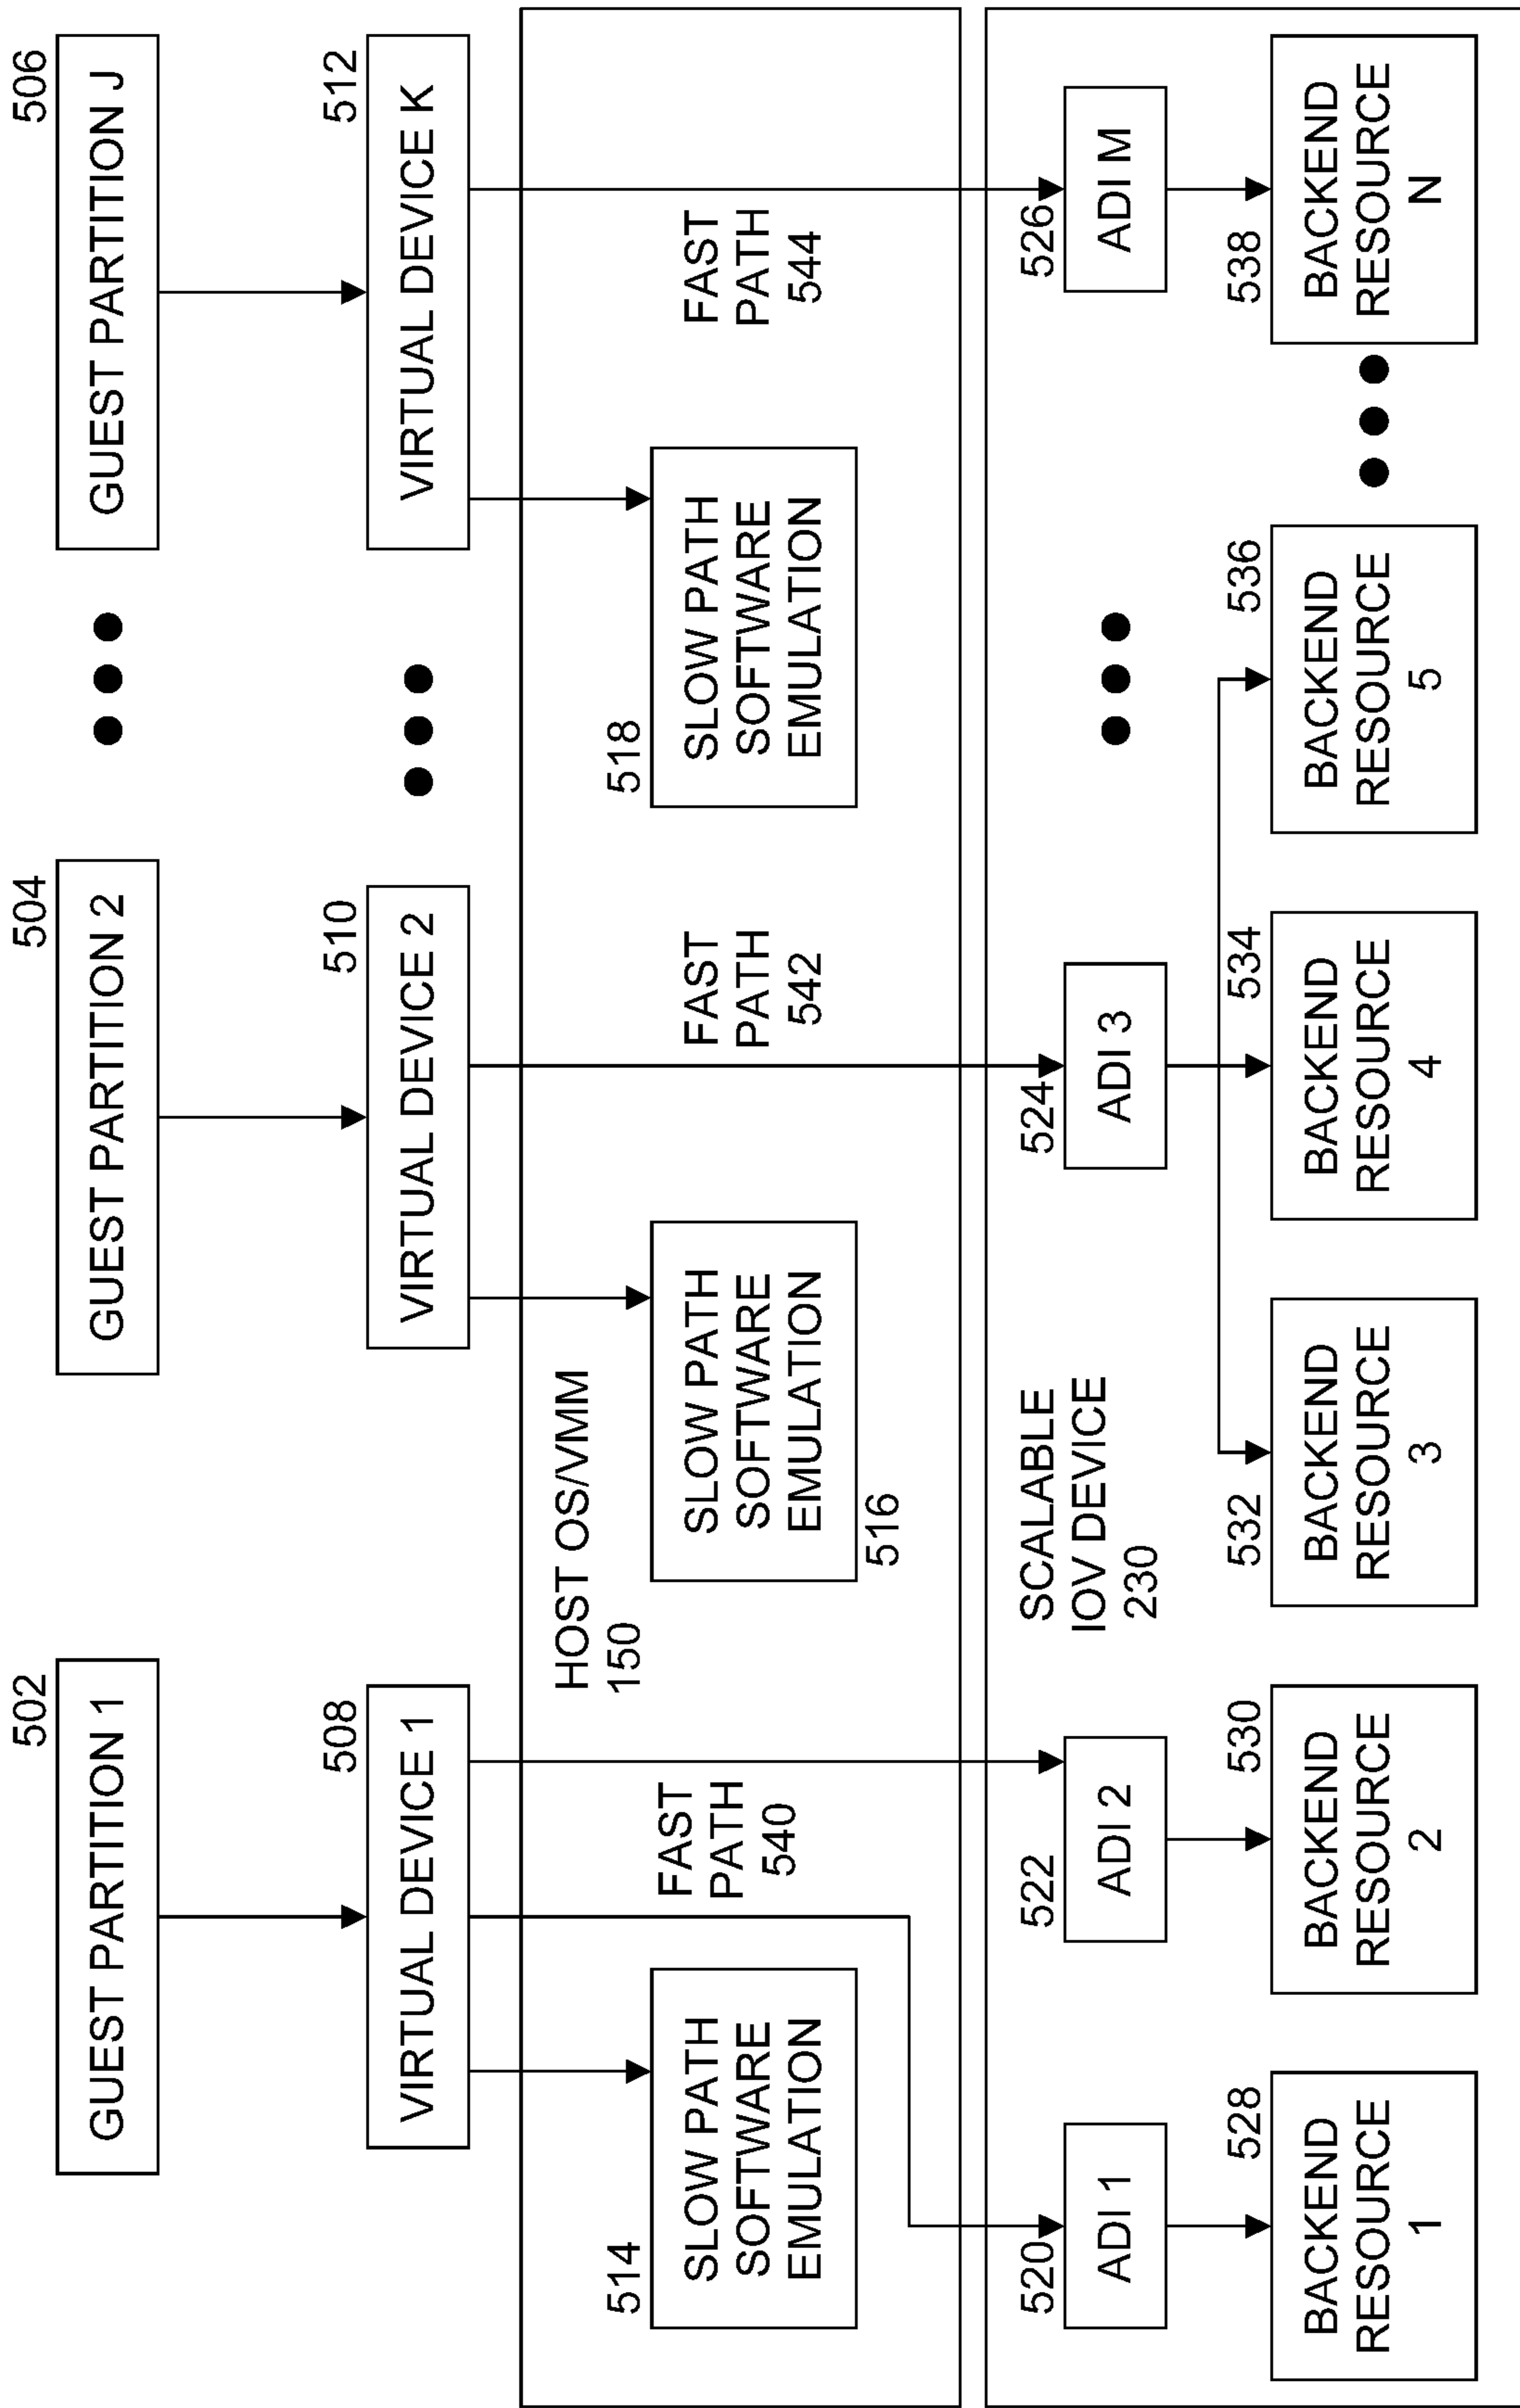 502
GUEST PARTITION 1
504
GUEST PARTITION 2
506
GUEST PARTITION J
508
VIRTUAL DEVICE 1
510
VIRTUAL DEVICE 2
512
VIRTUAL DEVICE K
HOST OS/VMM
150
514
SLOW PATH
SOFTWARE
EMULATION
FAST
PATH
540
SLOW PATH
SOFTWARE
EMULATION
516
FAST
PATH
542
518
SLOW PATH
SOFTWARE
EMULATION
FAST
PATH
544
SCALABLE
IOV DEVICE
230
520
ADI 1
522
ADI 2
524
ADI 3
526
ADI M
528
BACKEND
RESOURCE
1
530
BACKEND
RESOURCE
2
532
BACKEND
RESOURCE
3
534
BACKEND
RESOURCE
4
536
BACKEND
RESOURCE
5
538
BACKEND
RESOURCE
N